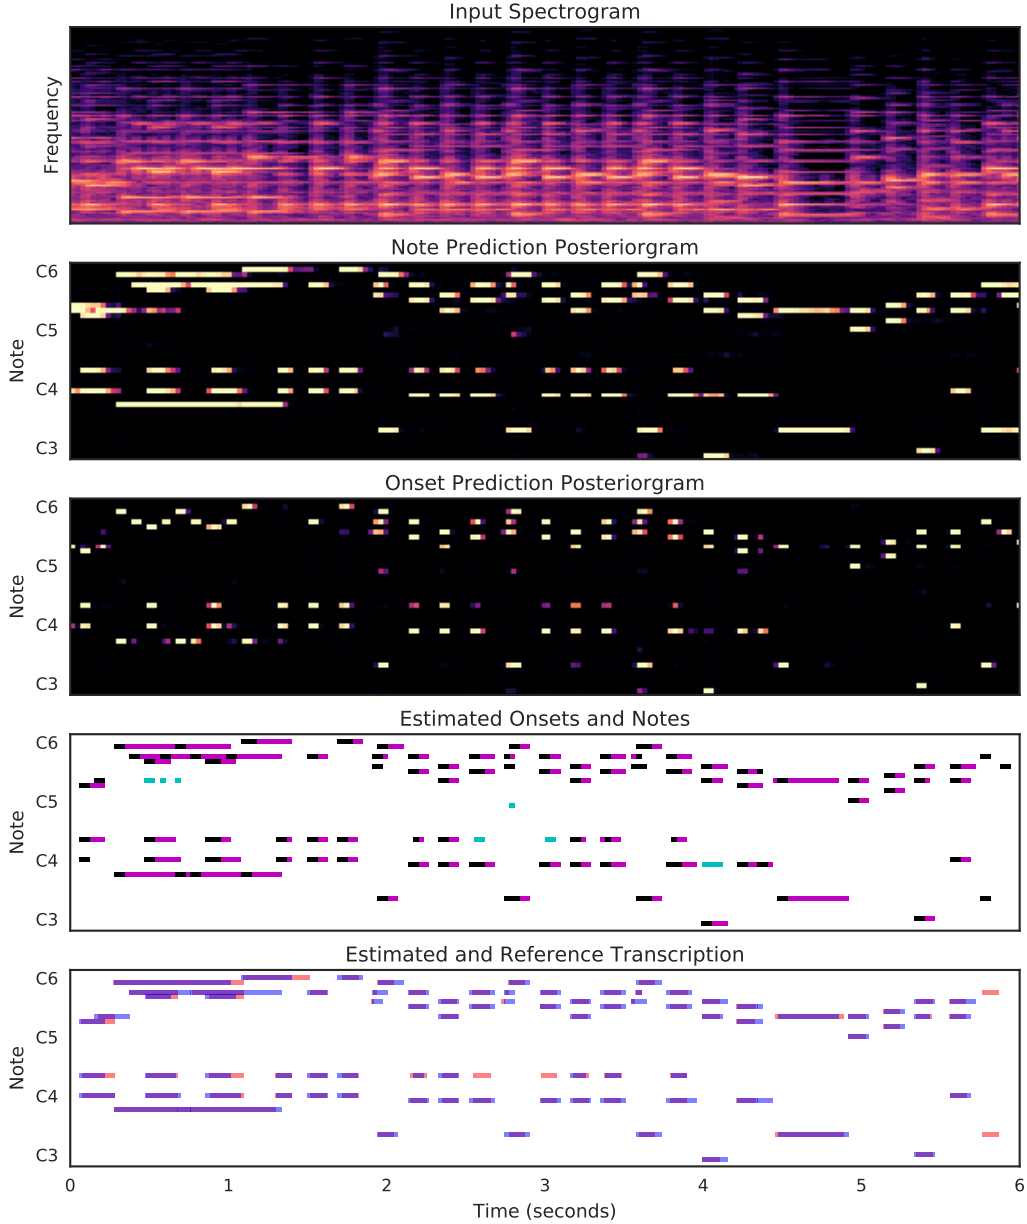 Input Spectrogram
Frequency
Note Prediction Posteriorgram
C6
C5
C4
C3
Note
Onset Prediction Posteriorgram
C6
C5
C4
C3
Note
Estimated Onsets and Notes
C6
C5
C4
C3
Note
Estimated and Reference Transcription
C6
C5
C4
C3
Note
0 1 2 3 4 5 6
Time (seconds)